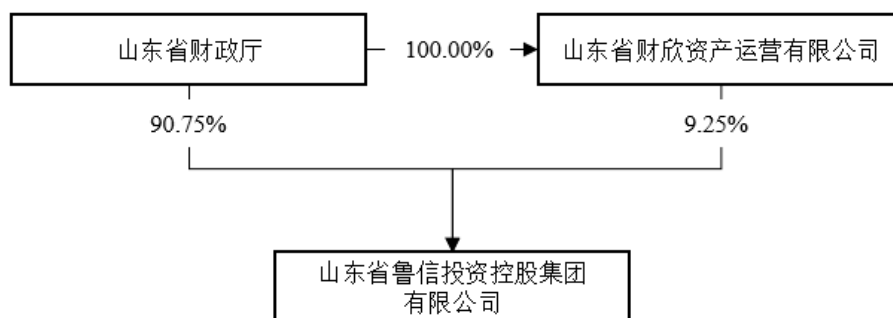 山东省财政厅
100.00%
山东省财欣资产运营有限公司
90.75%
9.25%
山东省鲁信投资控股集团
有限公司